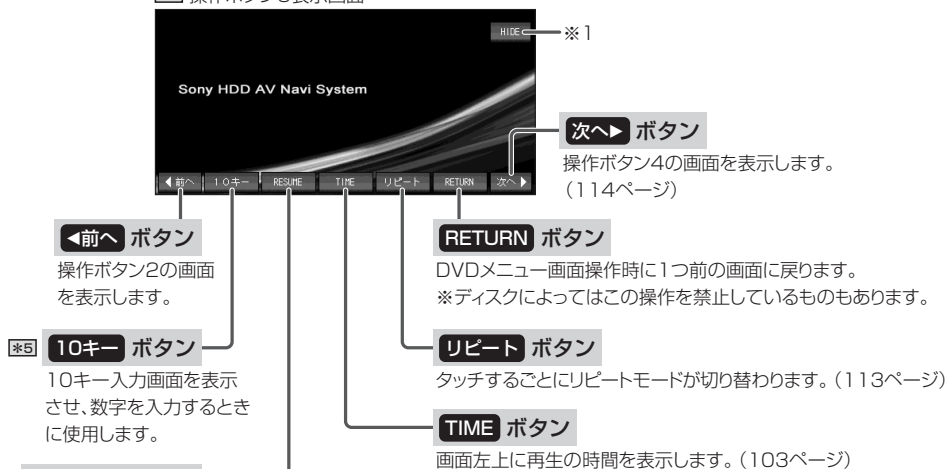 操作ボタン3表示画面
HIDE
※1
Sony HDD AV Navi System
◀前へ 10キー RESUME TIME リピート RETURN 次へ▶
次へ▶ ボタン
操作ボタン4の画面を表示します。
(114ページ)
◀前へ ボタン
操作ボタン2の画面
を表示します。
RETURN ボタン
DVDメニュー画面操作時に1つ前の画面に戻ります。
※ディスクによってはこの操作を禁止しているものもあります。
*5 10キー ボタン
10キー入力画面を表示
させ、数字を入力するとき
に使用します。
リピート ボタン
タッチするごとにリピートモードが切り替わります。(113ページ)
TIME ボタン
画面左上に再生の時間を表示します。(103ページ)